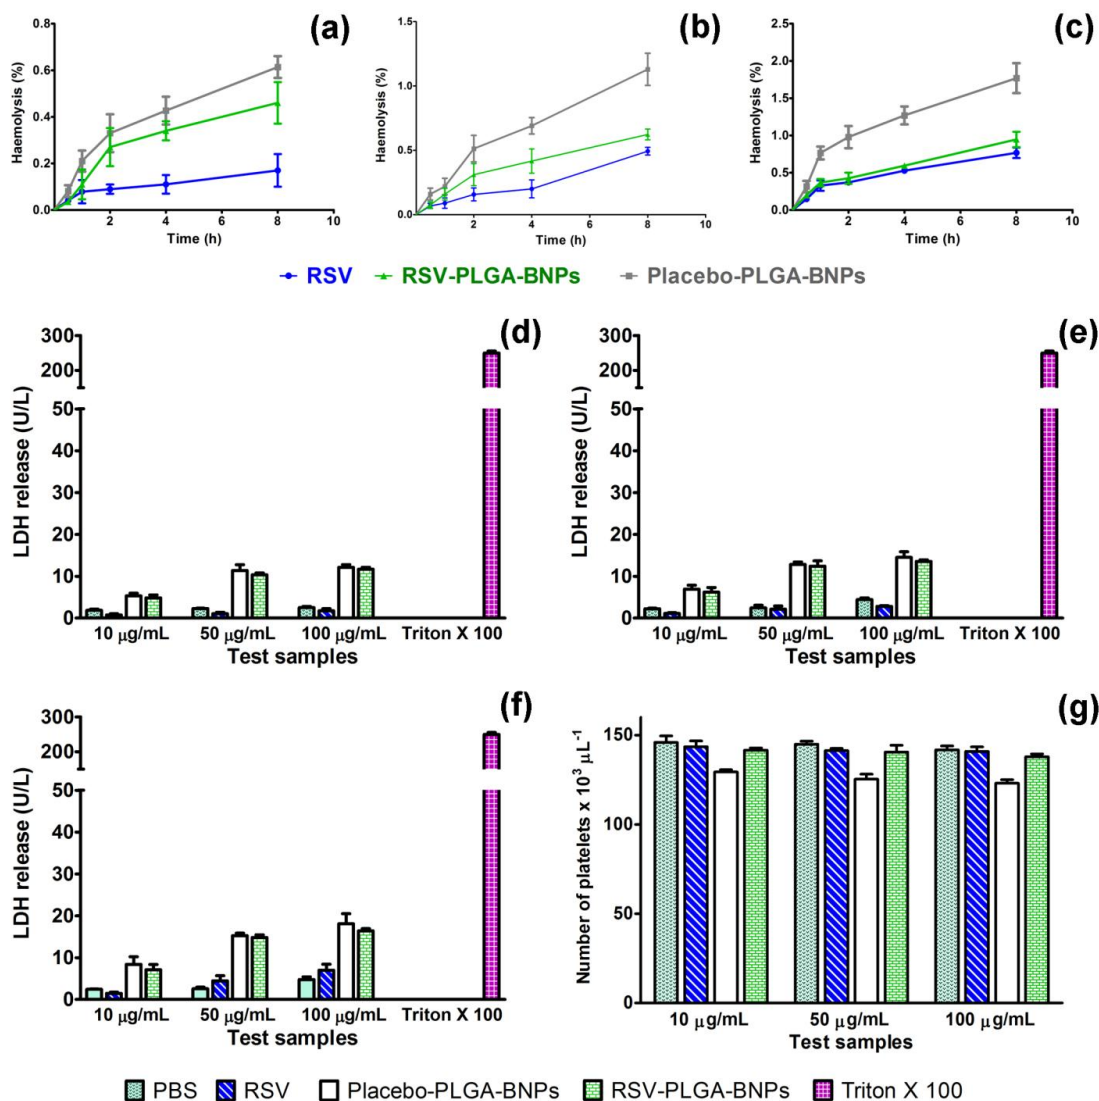 (a)
Haemolysis (%)
0.8
0.6
0.4
0.2
0.0
2 4 6 8 10
Time (h)
(b)
Haemolysis (%)
1.5
1.0
0.5
0.0
2 4 6 8 10
Time (h)
(c)
Haemolysis (%)
2.5
2.0
1.5
1.0
0.5
0.0
2 4 6 8 10
Time (h)
RSV RSV-PLGA-BNPs Placebo-PLGA-BNPs
(d)
LDH release (U/L)
300
200
50
40
30
20
10
0
10 µg/mL 50 µg/mL 100 µg/mL Triton X 100
Test samples
(e)
LDH release (U/L)
300
200
50
40
30
20
10
0
10 µg/mL 50 µg/mL 100 µg/mL Triton X 100
Test samples
(f)
LDH release (U/L)
300
200
50
40
30
20
10
0
10 µg/mL 50 µg/mL 100 µg/mL Triton X 100
Test samples
(g)
Number of platelets x 10³ µL⁻¹
150
100
50
0
10 µg/mL 50 µg/mL 100 µg/mL
Test samples
PBS RSV Placebo-PLGA-BNPs RSV-PLGA-BNPs Triton X 100